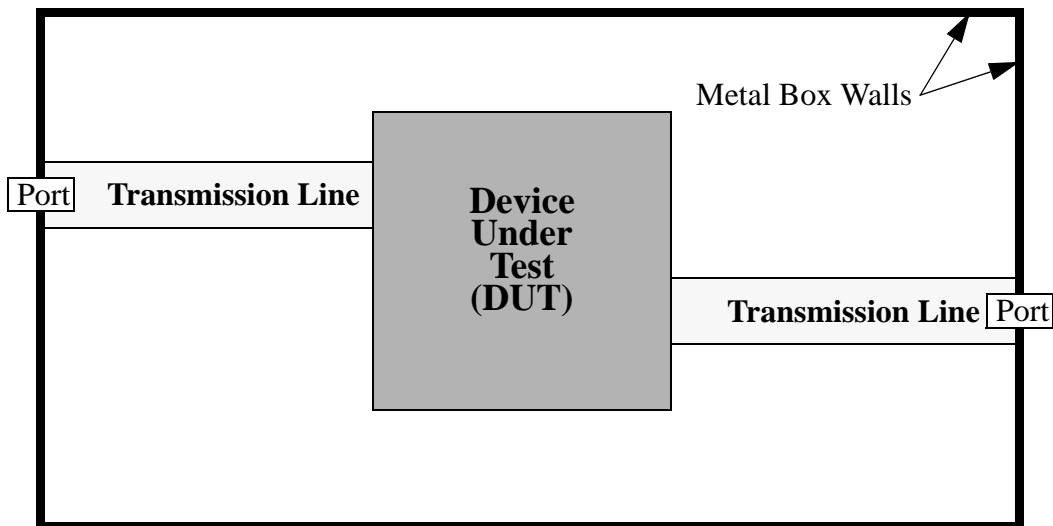 Metal Box Walls
Port
Transmission Line
Device
Under
Test
(DUT)
Transmission Line
Port